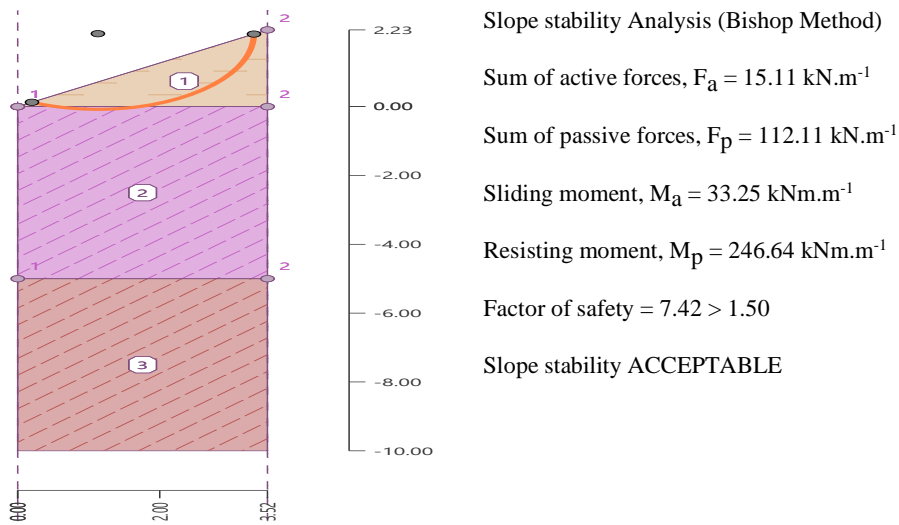 2
2.23
Slope stability Analysis (Bishop Method)
1
Sum of active forces, Fa = 15.11 kN.m-1
1
2
0.00
Sum of passive forces, Fp = 112.11 kN.m-1
-2.00
2
Sliding moment, Ma = 33.25 kNm.m-1
-4.00
Resisting moment, Mp = 246.64 kNm.m-1
1
2
-6.00
Factor of safety = 7.42 > 1.50
3
Slope stability ACCEPTABLE
-8.00
-10.00
0.00
2.00
3.52